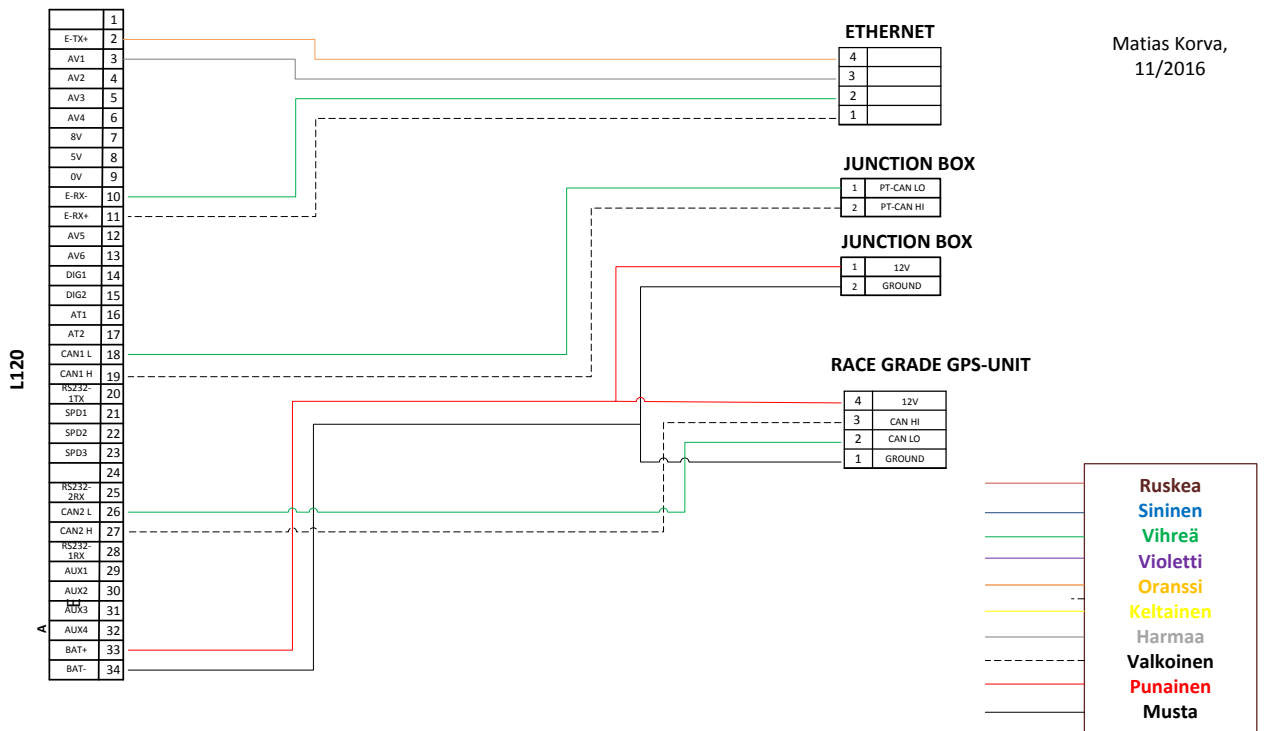 L120
1
E-TX+ 2
AV1 3
AV2 4
AV3 5
AV4 6
8V 7
5V 8
0V 9
E-RX- 10
E-RX+ 11
AV5 12
AV6 13
DIG1 14
DIG2 15
AT1 16
AT2 17
CAN1 L 18
CAN1 H 19
RS232-
1TX 20
SPD1 21
SPD2 22
SPD3 23
24
RS232-
2RX 25
CAN2 L 26
CAN2 H 27
RS232-
1RX 28
AUX1 29
AUX2 30
AUX3 31
AUX4 32
BAT+ 33
BAT- 34
A
E
ETHERNET
4
3
2
1
JUNCTION BOX
1 PT-CAN LO
2 PT-CAN HI
JUNCTION BOX
1 12V
2 GROUND
RACE GRADE GPS-UNIT
4 12V
3 CAN HI
2 CAN LO
1 GROUND
Matias Korva,
11/2016
Ruskea
Sininen
Vihreä
Violetti
Oranssi
Keltainen
Harmaa
Valkoinen
Punainen
Musta